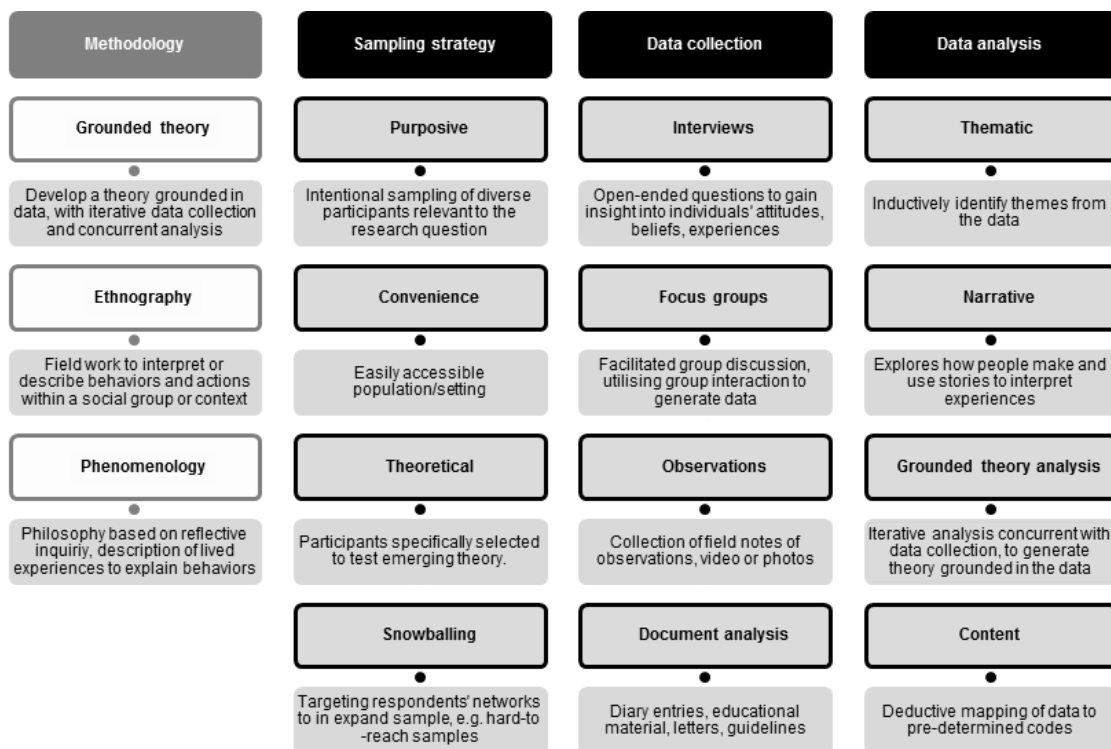 Methodology
Grounded theory
Develop a theory grounded in
data, with iterative data collection
and concurrent analysis
Ethnography
Field work to interpret or
describe behaviors and actions
within a social group or context
Phenomenology
Philosophy based on reflective
inquiriy, description of lived
experiences to explain behaviors
Sampling strategy
Purposive
Intentional sampling of diverse
participants relevant to the
research question
Convenience
Easily accessible
population/setting
Theoretical
Participants specifically selected
to test emerging theory.
Snowballing
Targeting respondents' networks
to in expand sample, e.g. hard-to
-reach samples
Data collection
Interviews
Open-ended questions to gain
insight into individuals' attitudes,
beliefs, experiences
Focus groups
Facilitated group discussion,
utilising group interaction to
generate data
Observations
Collection of field notes of
observations, video or photos
Document analysis
Diary entries, educational
material, letters, guidelines
Data analysis
Thematic
Inductively identify themes from
the data
Narrative
Explores how people make and
use stories to interpret
experiences
Grounded theory analysis
Iterative analysis concurrent with
data collection, to generate
theory grounded in the data
Content
Deductive mapping of data to
pre-determined codes